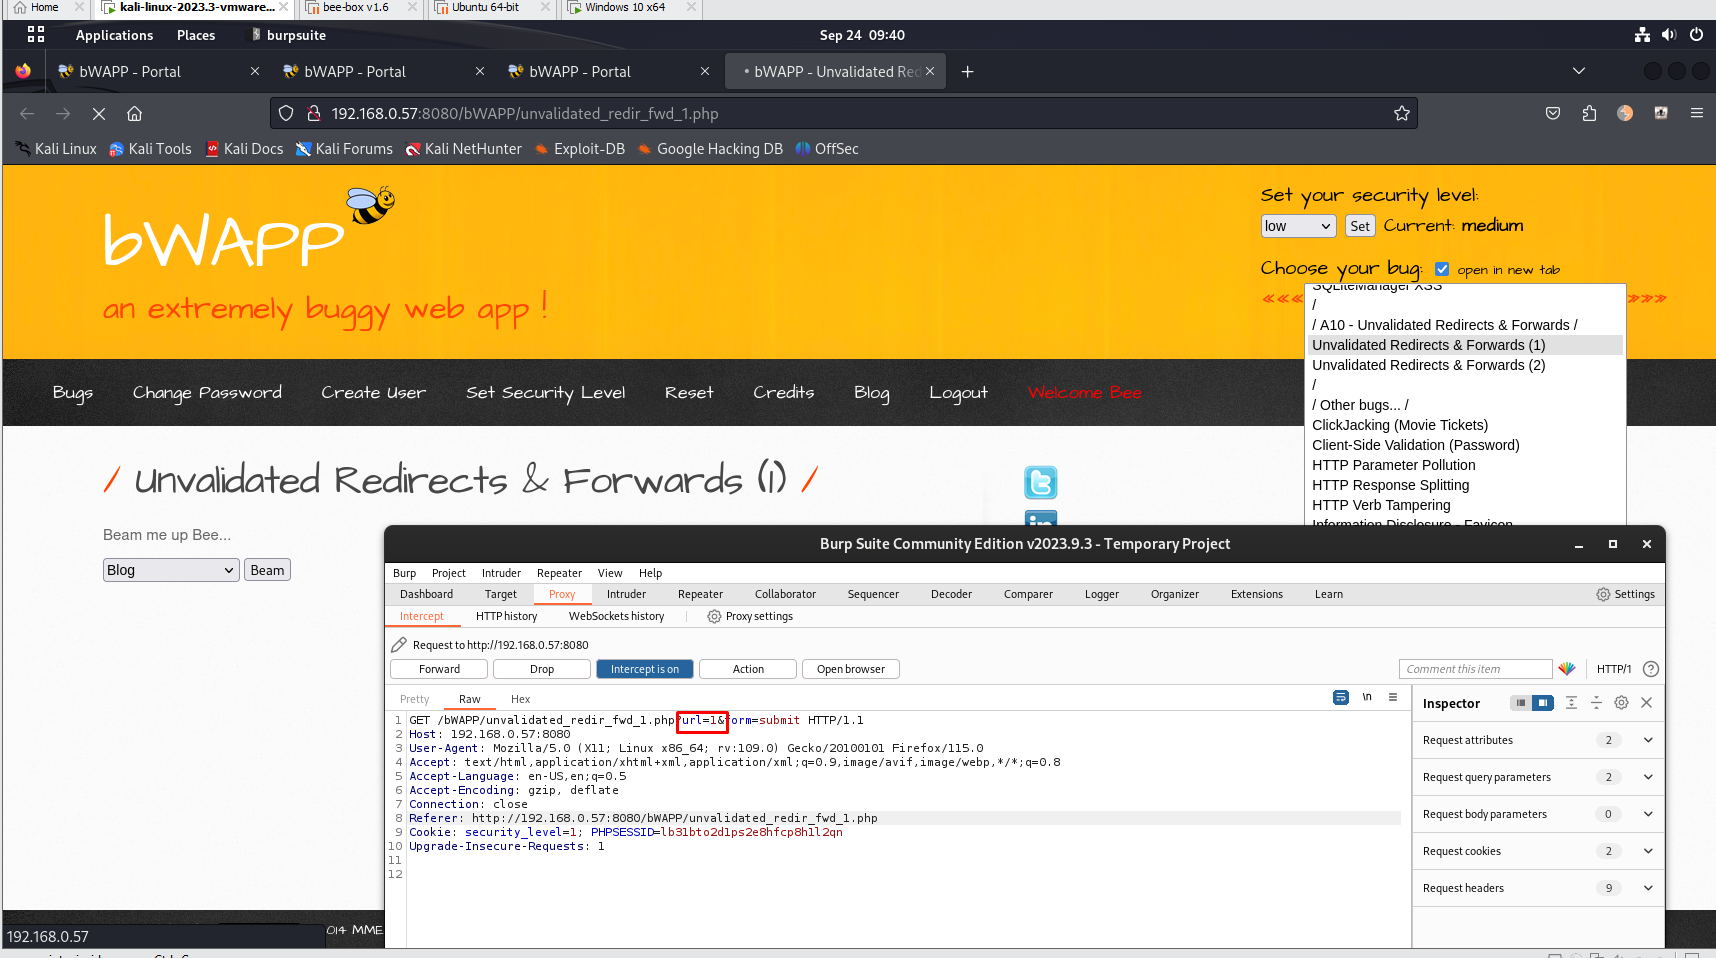 Home
kali-linux-2023.3-vmware...
bee-box v1.6
Ubuntu 64-bit
Windows 10 x64
Applications
Places
burpsuite
Sep 24 09:40
bWAPP - Portal
bWAPP - Portal
bWAPP - Portal
bWAPP - Unvalidated Red
192.168.0.57:8080/bWAPP/unvalidated_redir_fwd_1.php
Kali Linux
Kali Tools
Kali Docs
Kali Forums
Kali NetHunter
Exploit-DB
Google Hacking DB
OffSec
bWAPP
an extremely buggy web app !
Set your security level:
low
Set
Current: medium
Choose your bug:
open in new tab
SQLiteManager XSS
/
/ A10 - Unvalidated Redirects & Forwards /
Unvalidated Redirects & Forwards (1)
Unvalidated Redirects & Forwards (2)
/
/ Other bugs... /
ClickJacking (Movie Tickets)
Client-Side Validation (Password)
HTTP Parameter Pollution
HTTP Response Splitting
HTTP Verb Tampering
Information Disclosure - Favicon
Bugs
Change Password
Create User
Set Security Level
Reset
Credits
Blog
Logout
Welcome Bee
/ Unvalidated Redirects & Forwards (1) /
Beam me up Bee...
Blog
Beam
Burp Suite Community Edition v2023.9.3 - Temporary Project
Burp
Project
Intruder
Repeater
View
Help
Dashboard
Target
Proxy
Intruder
Repeater
Collaborator
Sequencer
Decoder
Comparer
Logger
Organizer
Extensions
Learn
Settings
Intercept
HTTP history
WebSockets history
Proxy settings
Request to http://192.168.0.57:8080
Forward
Drop
Intercept is on
Action
Open browser
Comment this item
HTTP/1
Pretty
Raw
Hex
\n
1 GET /bWAPP/unvalidated_redir_fwd_1.php?url=1&form=submit HTTP/1.1
2 Host: 192.168.0.57:8080
3 User-Agent: Mozilla/5.0 (X11; Linux x86_64; rv:109.0) Gecko/20100101 Firefox/115.0
4 Accept: text/html,application/xhtml+xml,application/xml;q=0.9,image/avif,image/webp,*/*;q=0.8
5 Accept-Language: en-US,en;q=0.5
6 Accept-Encoding: gzip, deflate
7 Connection: close
8 Referer: http://192.168.0.57:8080/bWAPP/unvalidated_redir_fwd_1.php
9 Cookie: security_level=1; PHPSESSID=lb31bto2d1ps2e8hfcp8h1l2qn
10 Upgrade-Insecure-Requests: 1
11
12
Inspector
Request attributes 2
Request query parameters 2
Request body parameters 0
Request cookies 2
Request headers 9
014 MME
192.168.0.57